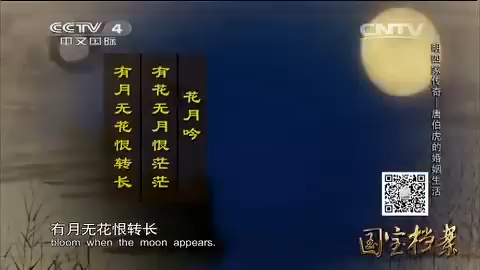 CCTV 4
中文国际
CNTV
花月吟
有花无月恨茫茫
有月无花恨转长
明四家传奇—唐伯虎的婚姻生活
有月无花恨转长
bloom when the moon appears.
国宝档案